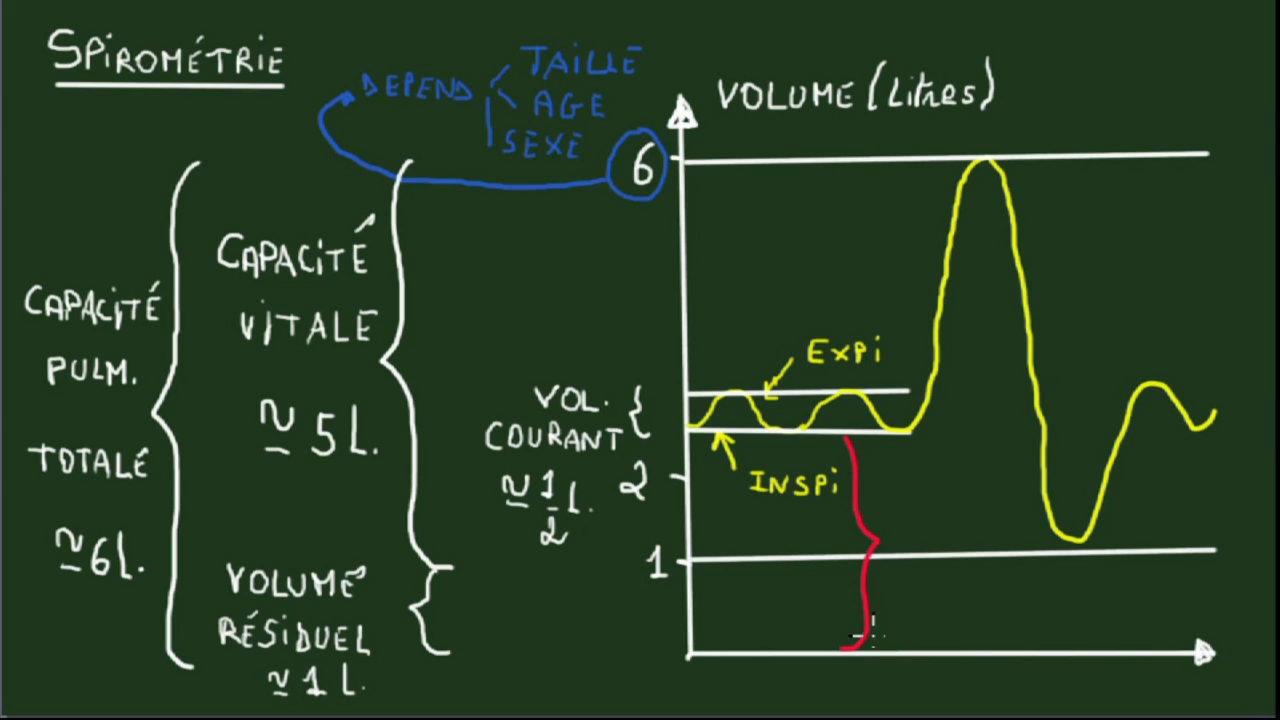 SPIROMÉTRIE
DEPEND
TAILLE
AGE
SEXE
VOLUME (Litres)
6
CAPACITÉ
PULM.
TOTALE
≃6L.
CAPACITÉ
VITALE
≃5L.
VOLUME
RÉSIDUEL
≃1L.
VOL.
COURANT
≃1/2L.
EXPi
INSPi
2
1